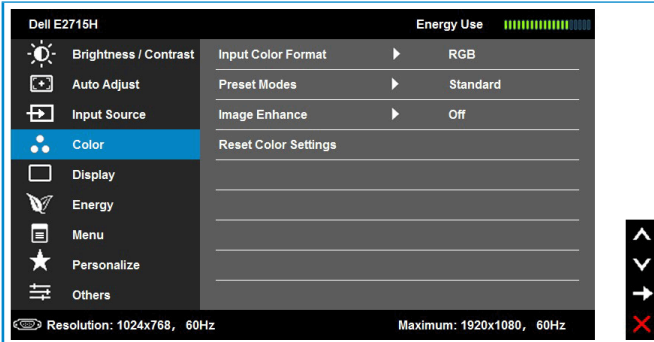 Dell E2715H Energy Use
Brightness / Contrast Input Color Format RGB
Auto Adjust Preset Modes Standard
Input Source Image Enhance Off
Color Reset Color Settings
Display
Energy
Menu
Personalize
Others
Resolution: 1024x768, 60Hz Maximum: 1920x1080, 60Hz